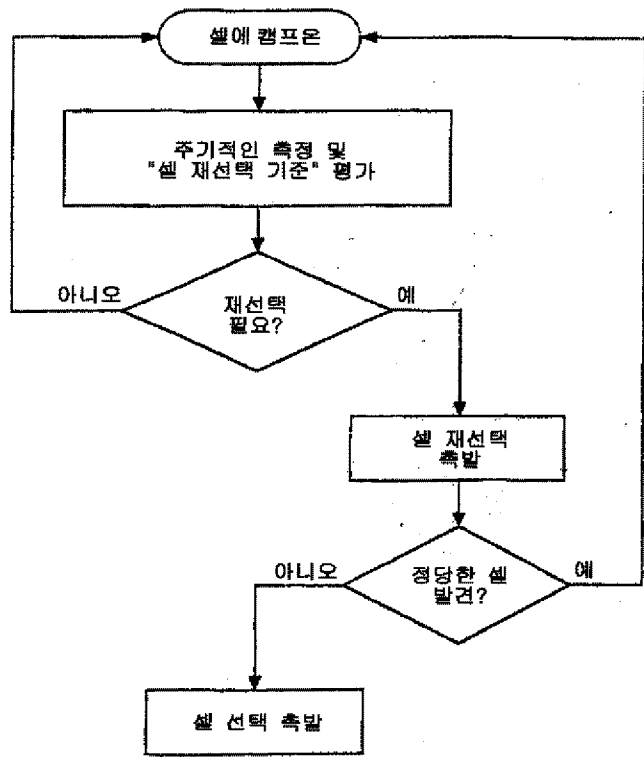 셀에 캠프온
주기적인 측정 및
"셀 재선택 기준" 평가
아니오
재선택
필요?
예
셀 재선택
촉발
아니오
정당한 셀
발견?
예
셀 선택 촉발